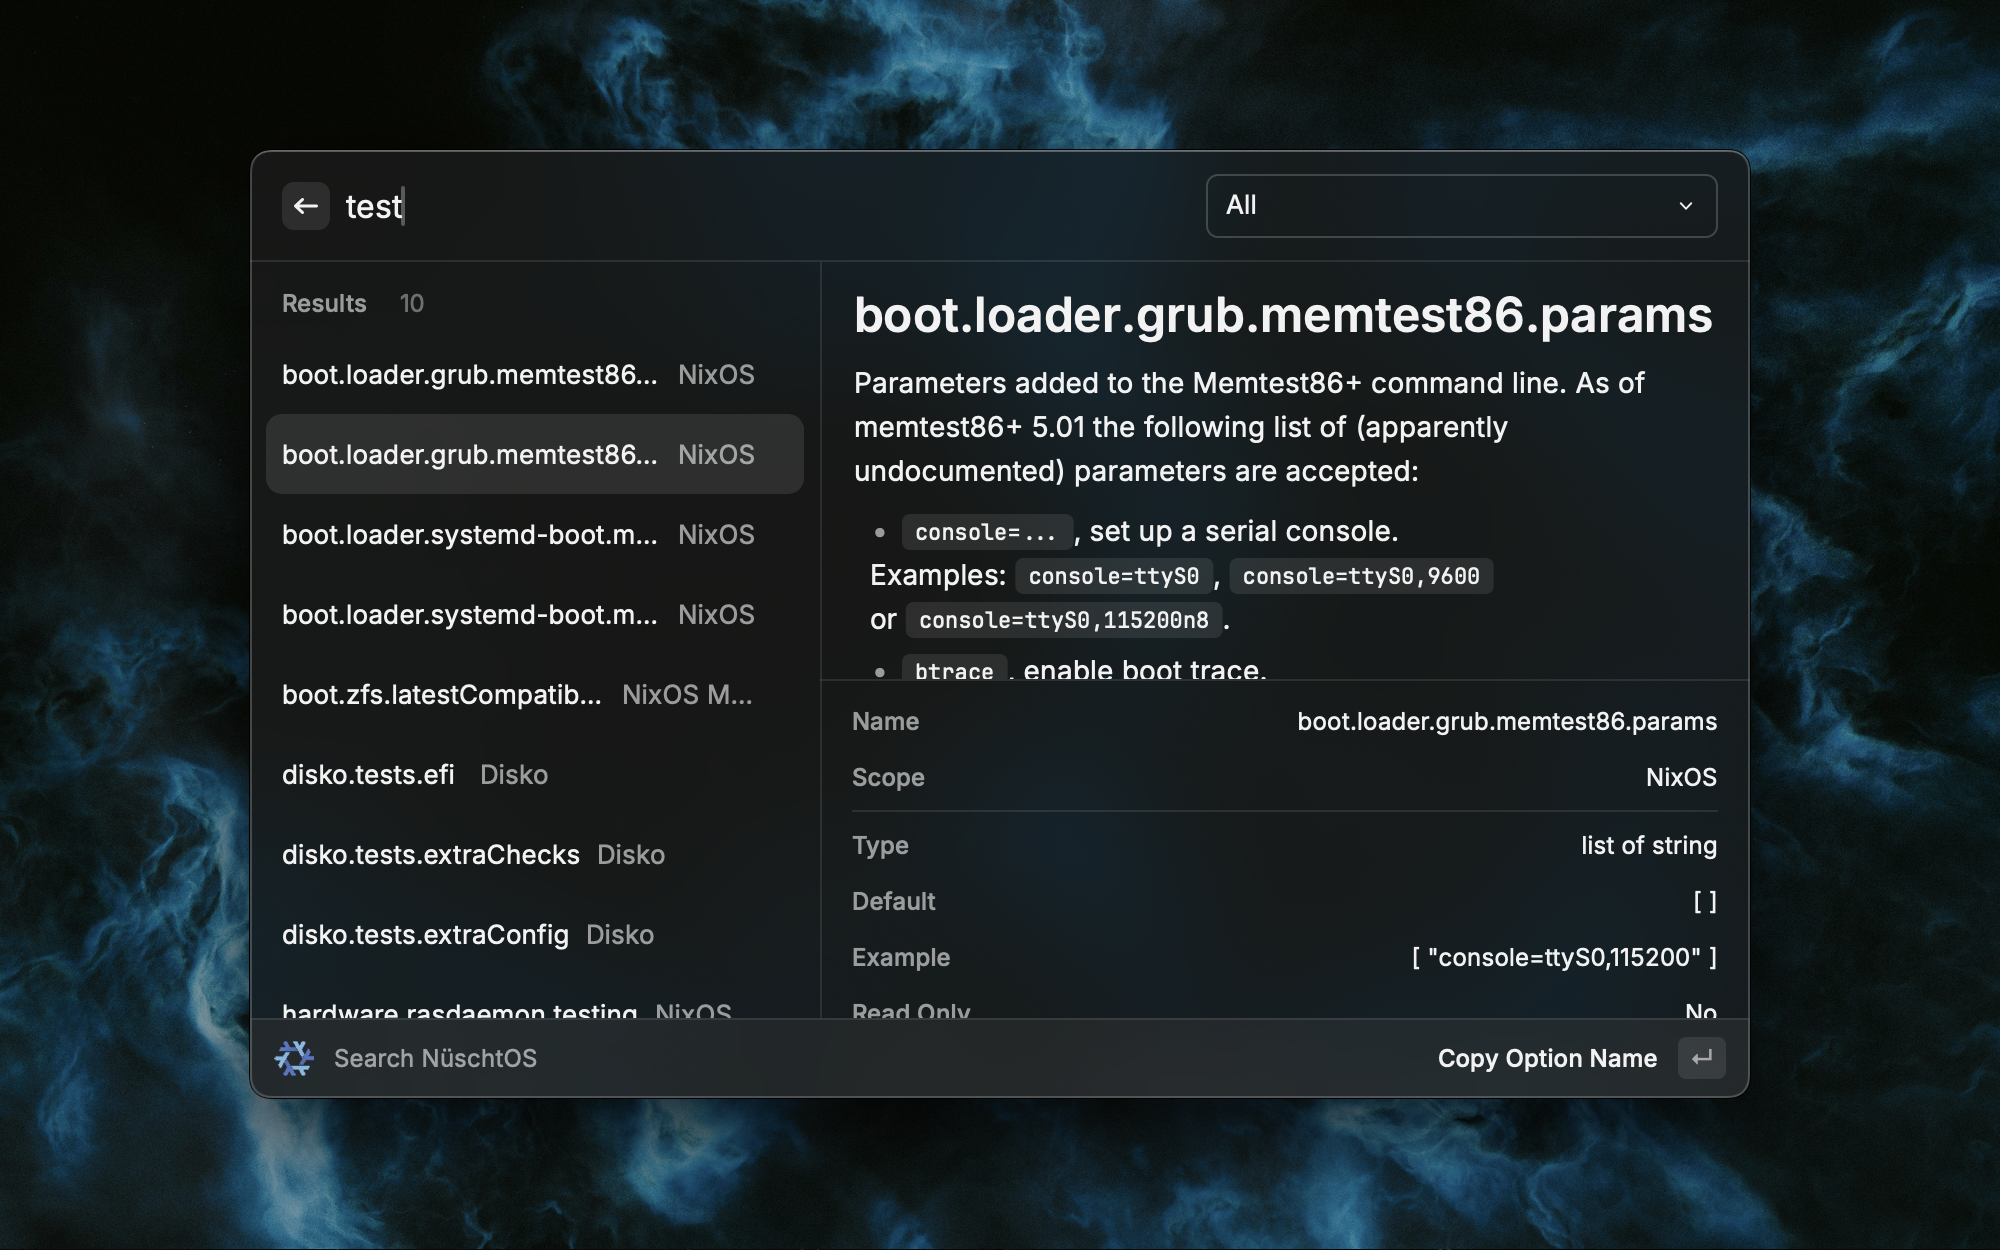 test
All
Results 10
boot.loader.grub.memtest86... NixOS
boot.loader.grub.memtest86... NixOS
boot.loader.systemd-boot.m... NixOS
boot.loader.systemd-boot.m... NixOS
boot.zfs.latestCompatib... NixOS M...
disko.tests.efi Disko
disko.tests.extraChecks Disko
disko.tests.extraConfig Disko
hardware.rasdaemon.testing NixOS
boot.loader.grub.memtest86.params
Parameters added to the Memtest86+ command line. As of
memtest86+ 5.01 the following list of (apparently
undocumented) parameters are accepted:
• console=... , set up a serial console.
Examples: console=ttyS0 , console=ttyS0,9600
or console=ttyS0,115200n8 .
• btrace , enable boot trace.
Name boot.loader.grub.memtest86.params
Scope NixOS
Type list of string
Default [ ]
Example [ "console=ttyS0,115200" ]
Read Only No
Search NüschtOS
Copy Option Name